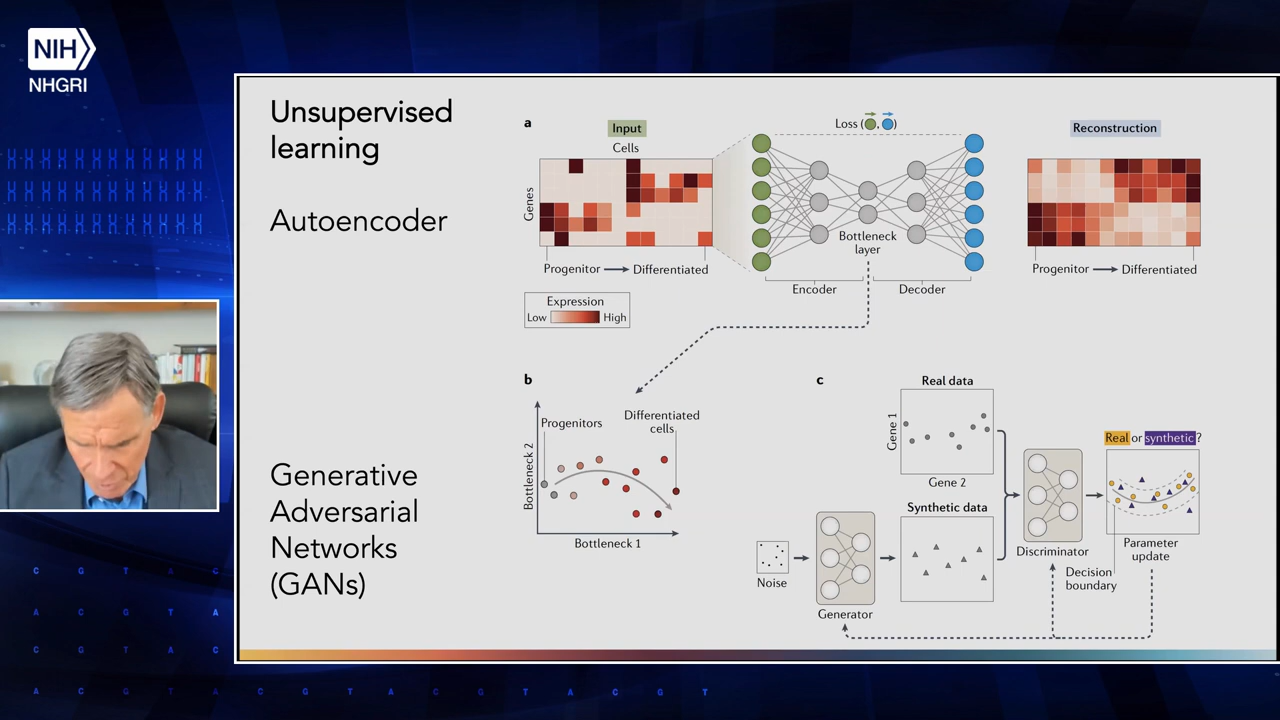 NIH
NHGRI
Unsupervised
learning
Autoencoder
Generative
Adversarial
Networks
(GANs)
a
Input
Cells
Genes
Progenitor
Differentiated
Expression
Low
High
Loss ( , )
Bottleneck
layer
Encoder
Decoder
Reconstruction
Progenitor
Differentiated
b
Progenitors
Differentiated
cells
Bottleneck 2
Bottleneck 1
c
Real data
Gene 1
Gene 2
Synthetic data
Noise
Generator
Discriminator
Real or synthetic?
Parameter
update
Decision
boundary
C G T A C
A C G T A
C G T A C
A C G T A C G T A C G T A C G T